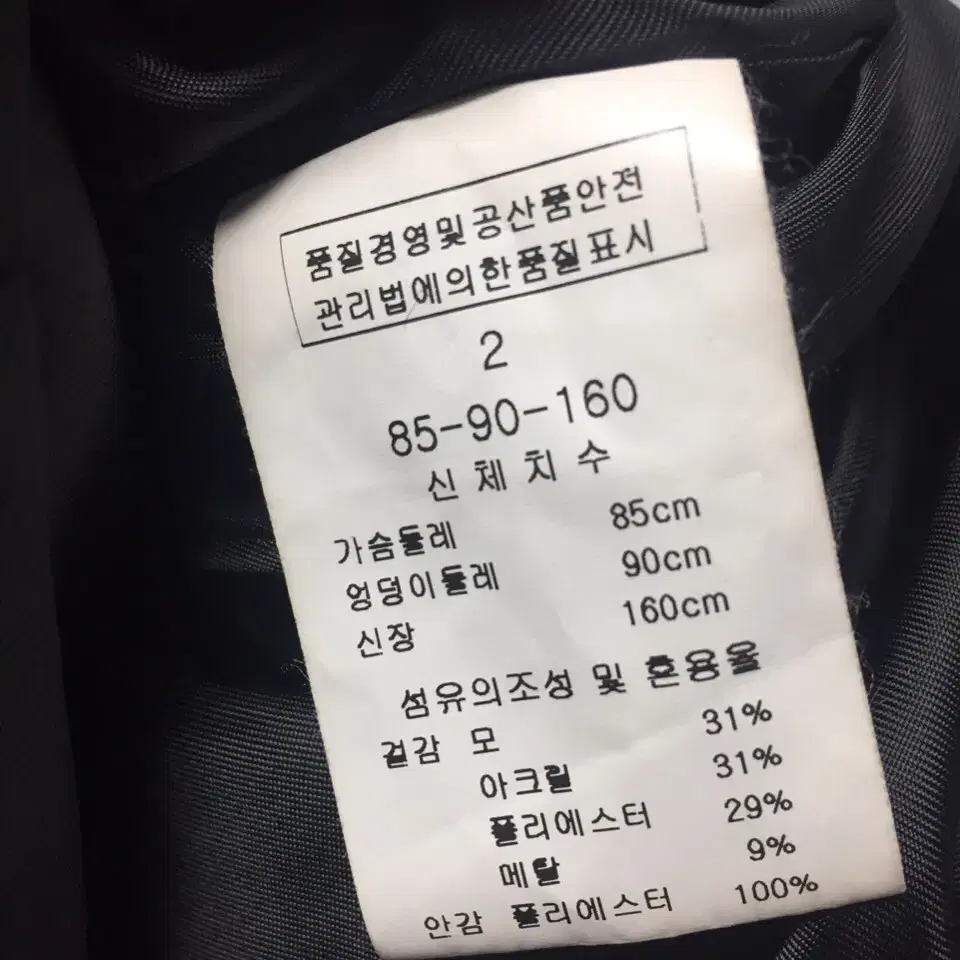 품질경영및공산품안전
관리법에의한품질표시
2
85-90-160
신체치수
가슴둘레 85cm
엉덩이둘레 90cm
신장 160cm
섬유의조성 및 혼용율
겉감 모 31%
아크릴 31%
폴리에스터 29%
메탈 9%
안감 폴리에스터 100%